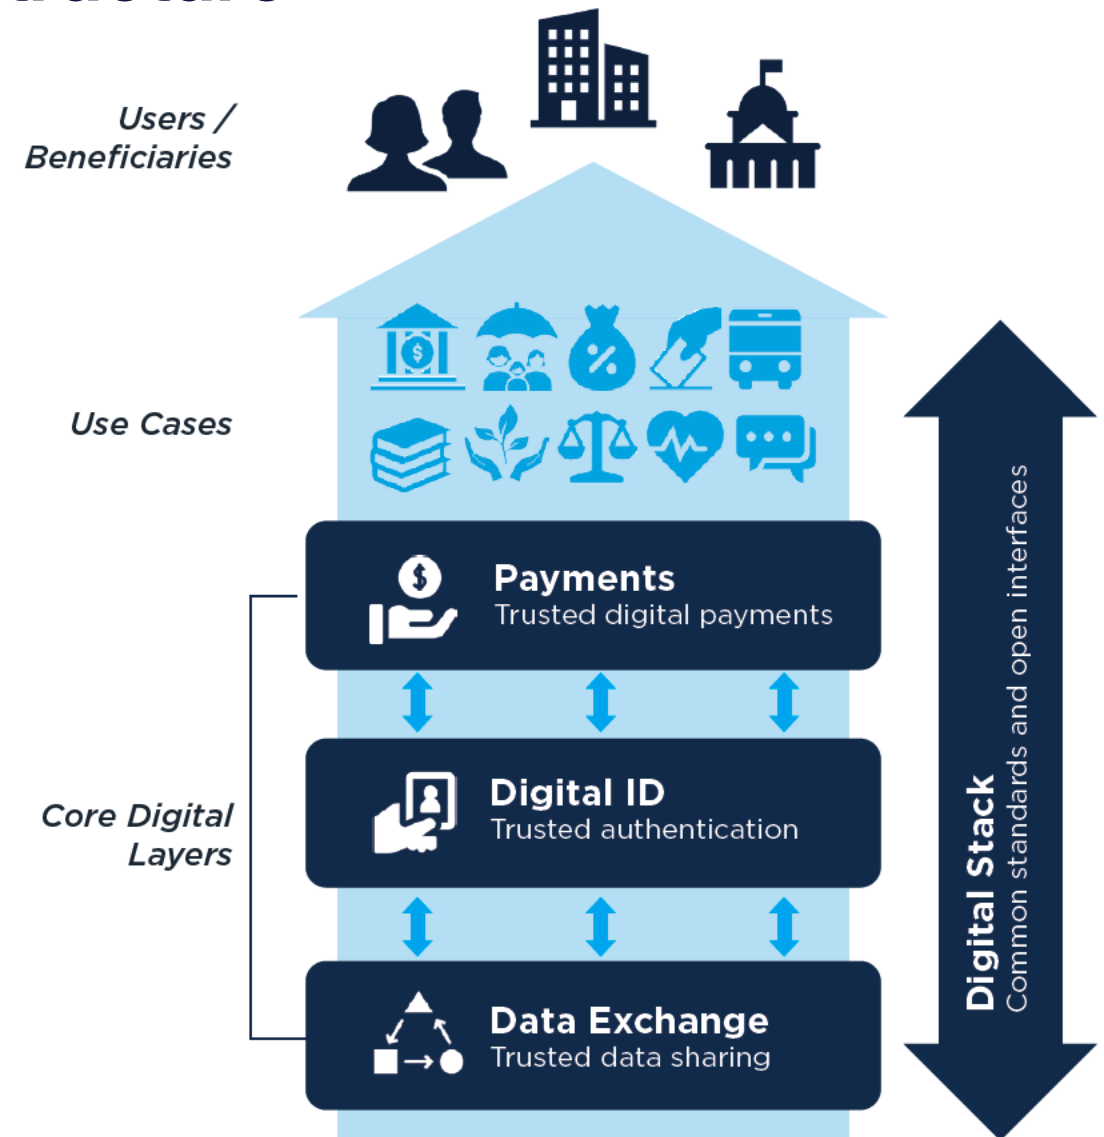 Users /
Beneficiaries
Use Cases
$
%
$
Payments
Trusted digital payments
Core Digital
Layers
Digital ID
Trusted authentication
Data Exchange
Trusted data sharing
Digital Stack
Common standards and open interfaces